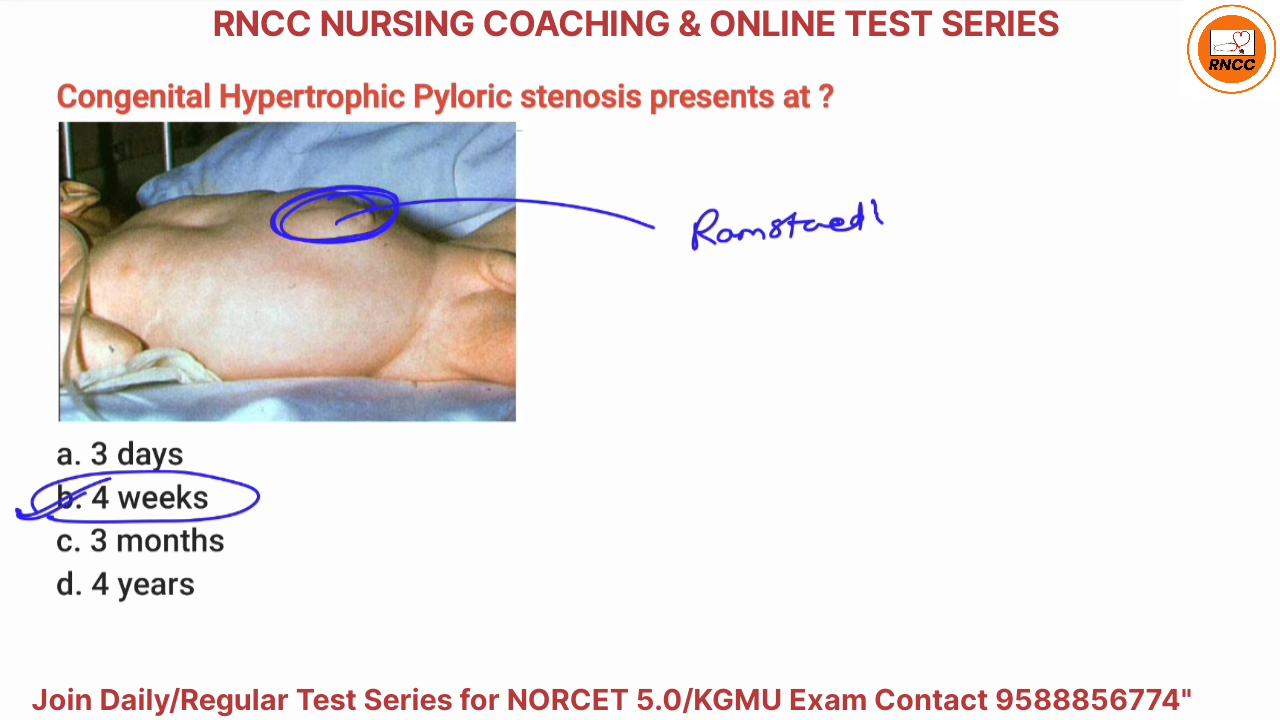 RNCC NURSING COACHING & ONLINE TEST SERIES
RNCC
Congenital Hypertrophic Pyloric stenosis presents at ?
Ramstaedl
a. 3 days
b. 4 weeks
c. 3 months
d. 4 years
Join Daily/Regular Test Series for NORCET 5.0/KGMU Exam Contact 9588856774"